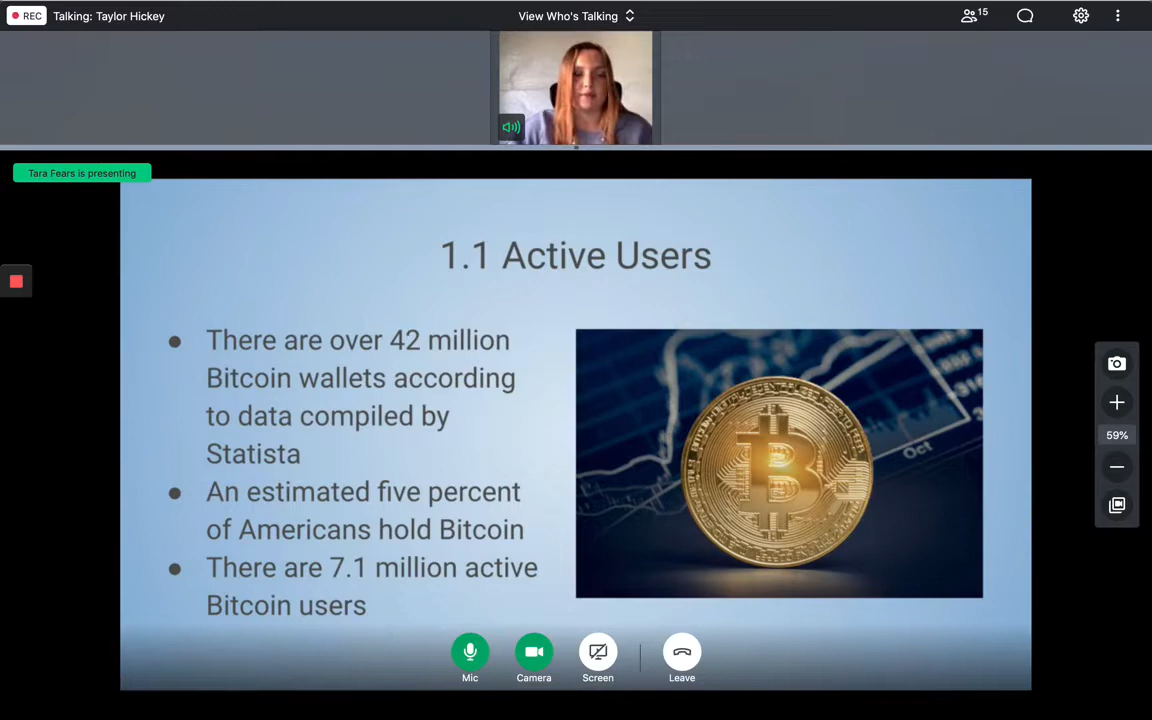 REC
Talking: Taylor Hickey
View Who's Talking
15
Tara Fears is presenting
1.1 Active Users
● There are over 42 million
Bitcoin wallets according
to data compiled by
Statista
● An estimated five percent
of Americans hold Bitcoin
● There are 7.1 million active
Bitcoin users
Oct
59%
Mic
Camera
Screen
Leave